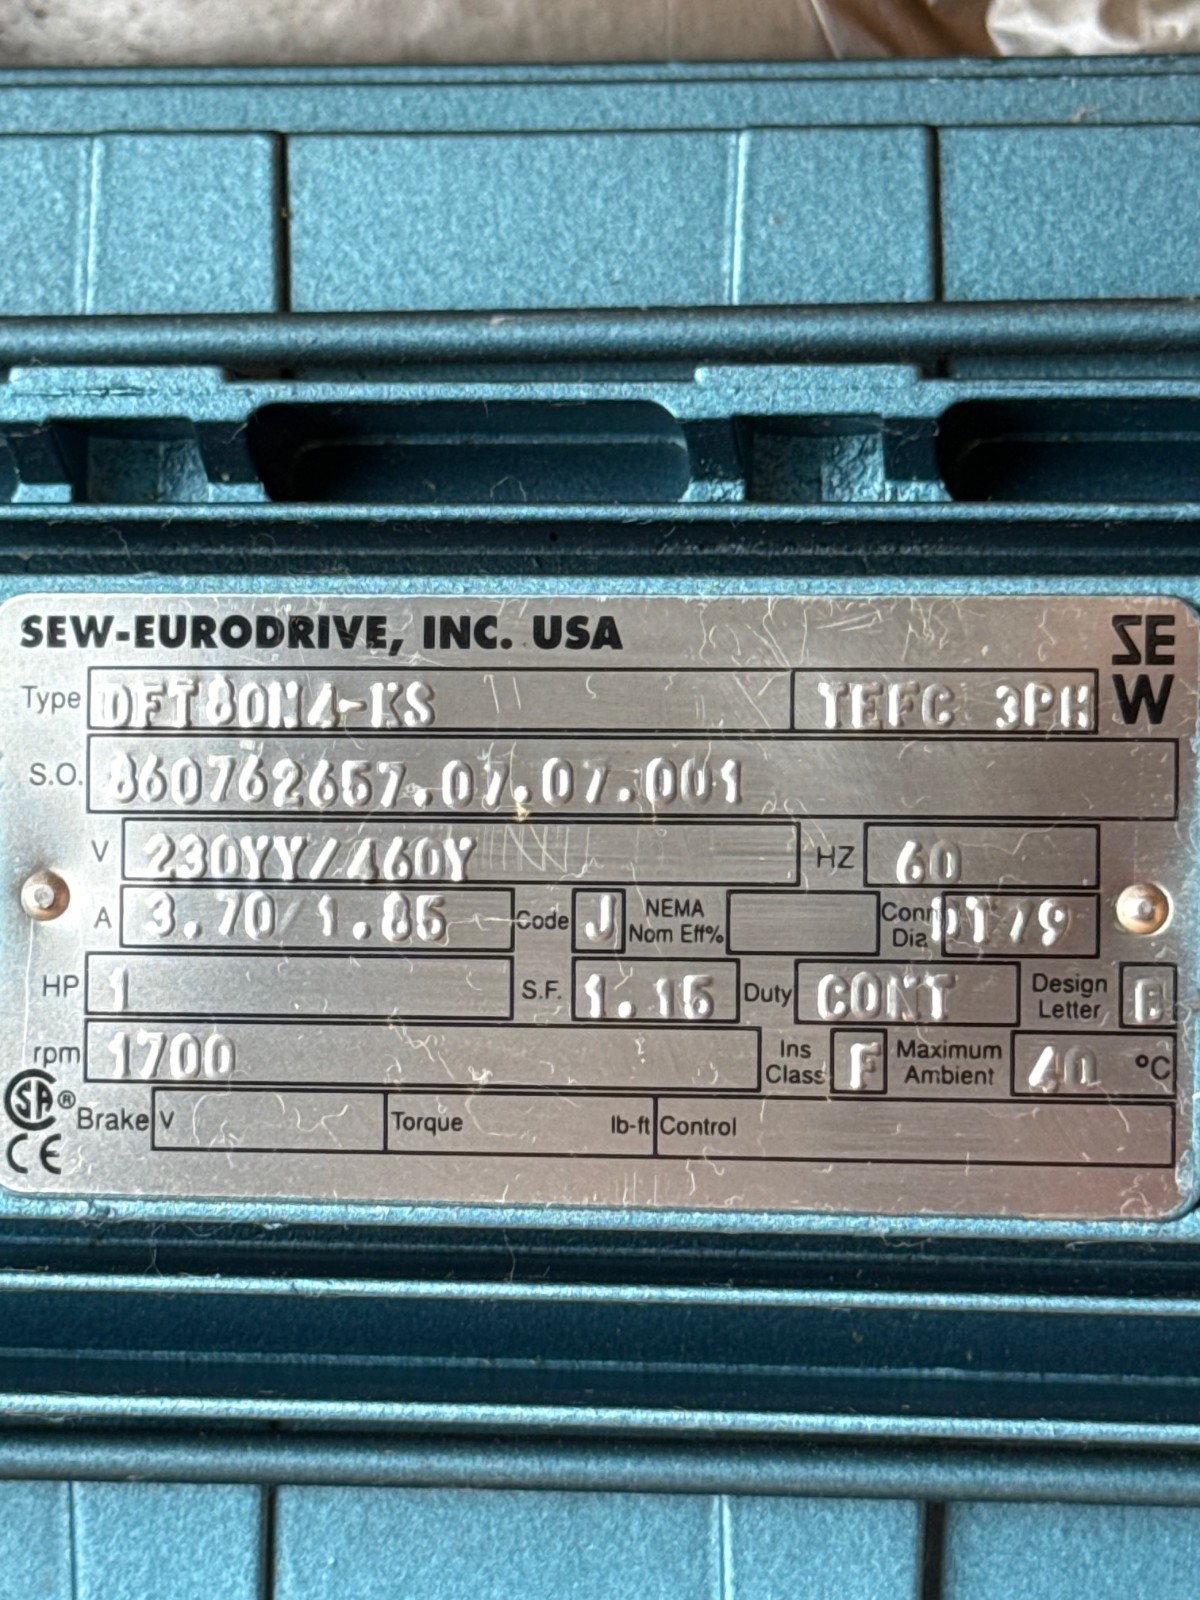 SEW-EURODRIVE, INC. USA
SEW
Type DFT80N4-KS TEFC 3PH
S.O. 860762657.07.07.001
V 230YY/460Y HZ 60
A 3.70/1.85 Code J NEMA Nom Eff% Conn Dia DT79
HP 1 S.F. 1.15 Duty CONT Design Letter B
rpm 1700 Ins Class F Maximum Ambient 40 °C
SA® Brake V Torque lb-ft Control
CE